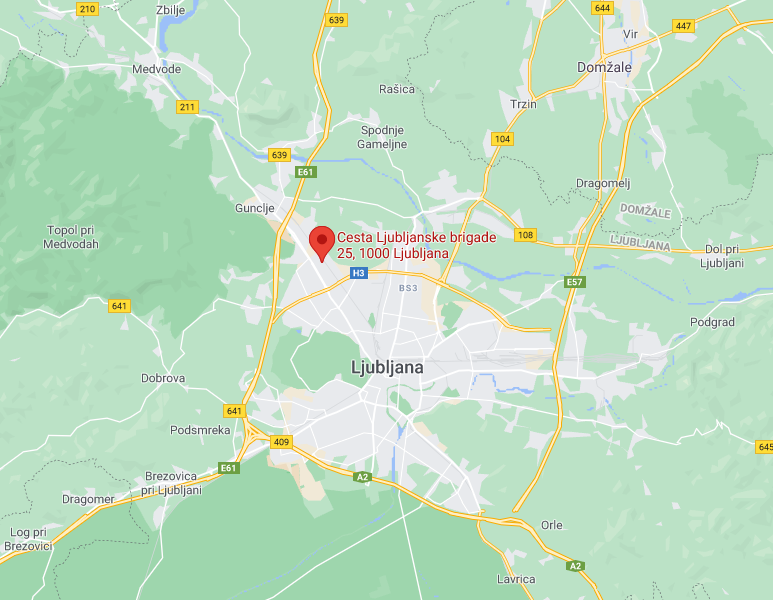 210
Zbilje
639
644
447
Vir
Medvode
Domžale
Rašica
211
Trzin
Spodnje
Gameljne
104
639
E61
Dragomelj
Gunclje
DOMŽALE
Topol pri
Medvodah
Cesta Ljubljanske brigade
25, 1000 Ljubljana
108
LJUBLJANA
Dol pri
Ljubljani
H3
E57
BS3
641
Podgrad
Ljubljana
Dobrova
641
Podsmreka
409
645
E61
A2
Brezovica
pri Ljubljani
Dragomer
Log pri
Brezovici
Orle
A2
Lavrica